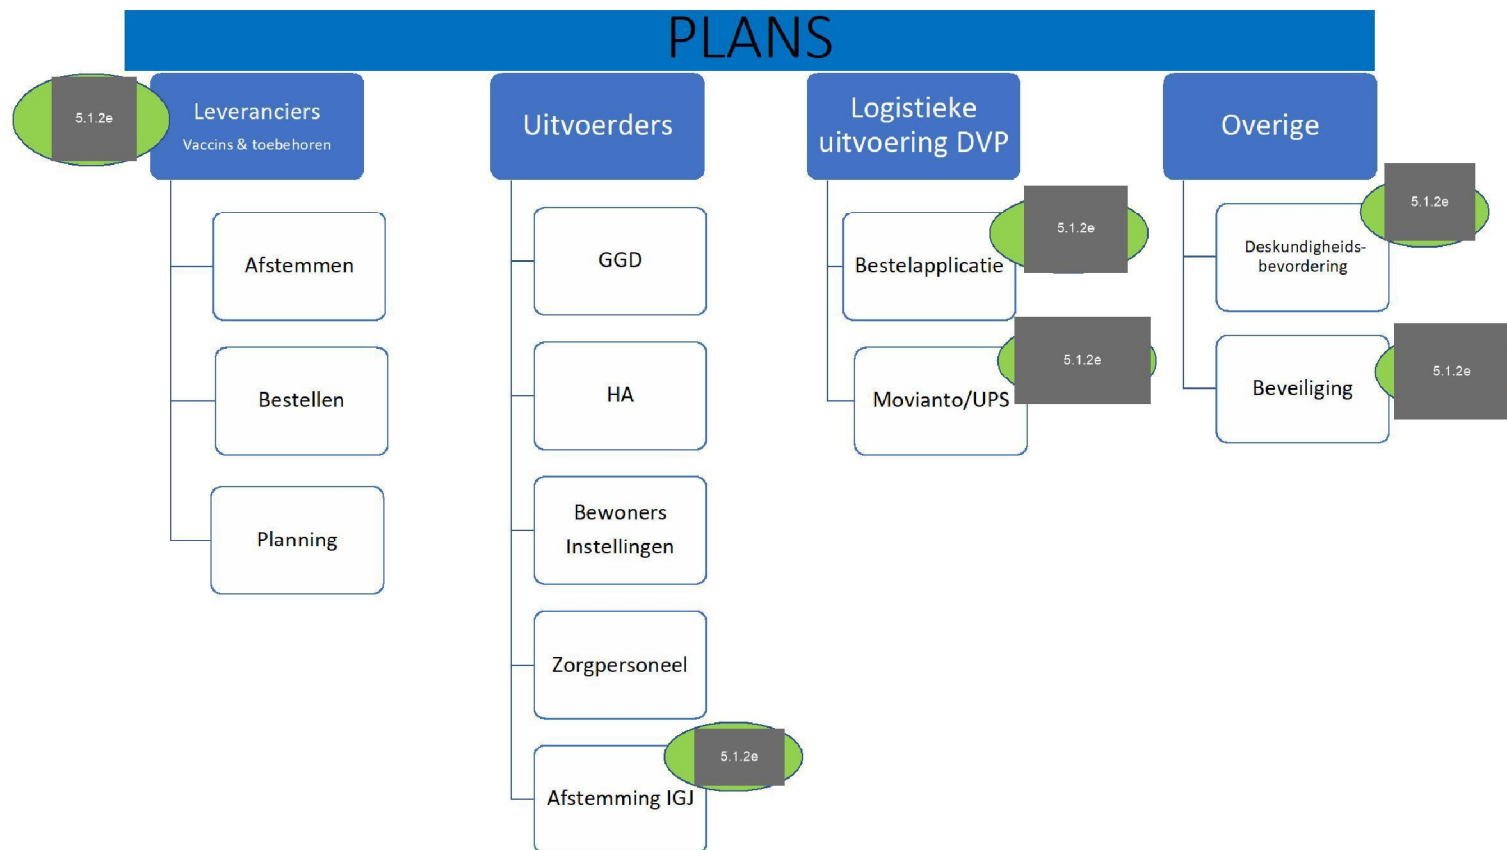 PLANS
5.1.2e
Leveranciers
Vaccins & toebehoren
Afstemmen
Bestellen
Planning
Uitvoerders
GGD
HA
Bewoners
Instellingen
Zorgpersoneel
Afstemming IGJ
5.1.2e
Logistieke
uitvoering DVP
Bestelapplicatie
5.1.2e
Movianto/UPS
5.1.2e
Overige
Deskundigheids-
bevordering
5.1.2e
Beveiliging
5.1.2e